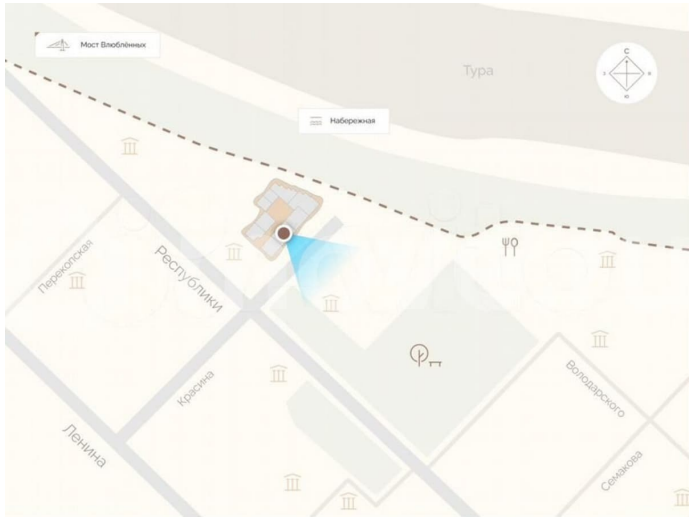 Мост Влюблённых
С
З
В
Ю
Тура
Набережная
Перекопская
Республики
Красина
Ленина
Володарского
Семакова